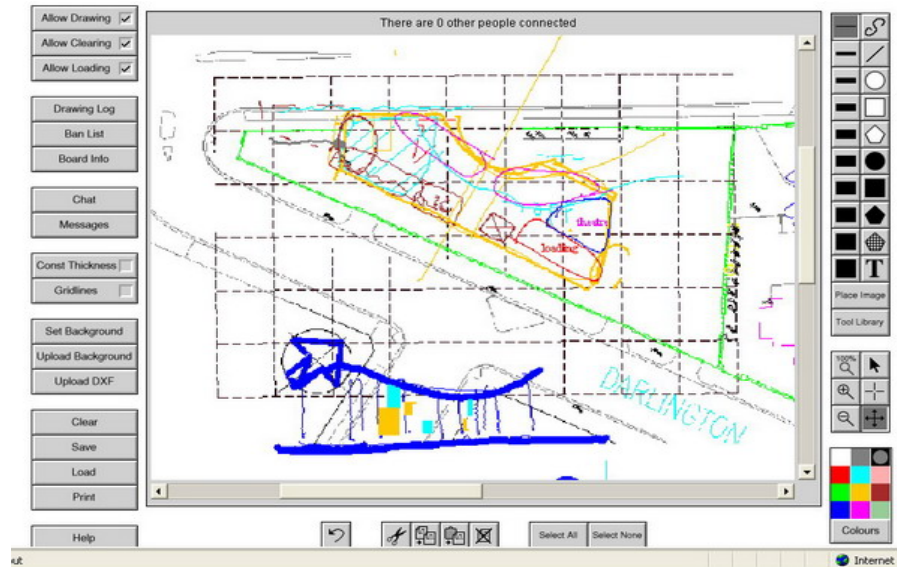 There are 0 other people connected
Allow Drawing
Allow Clearing
Allow Loading
Drawing Log
Ban List
Board Info
Chat
Messages
Const Thickness
Gridlines
Set Background
Upload Background
Upload DXF
Clear
Save
Load
Print
Help
theatre
loading
DARLINGTON
T
Place Image
Tool Library
100%
Colours
Select All
Select None
out
Internet